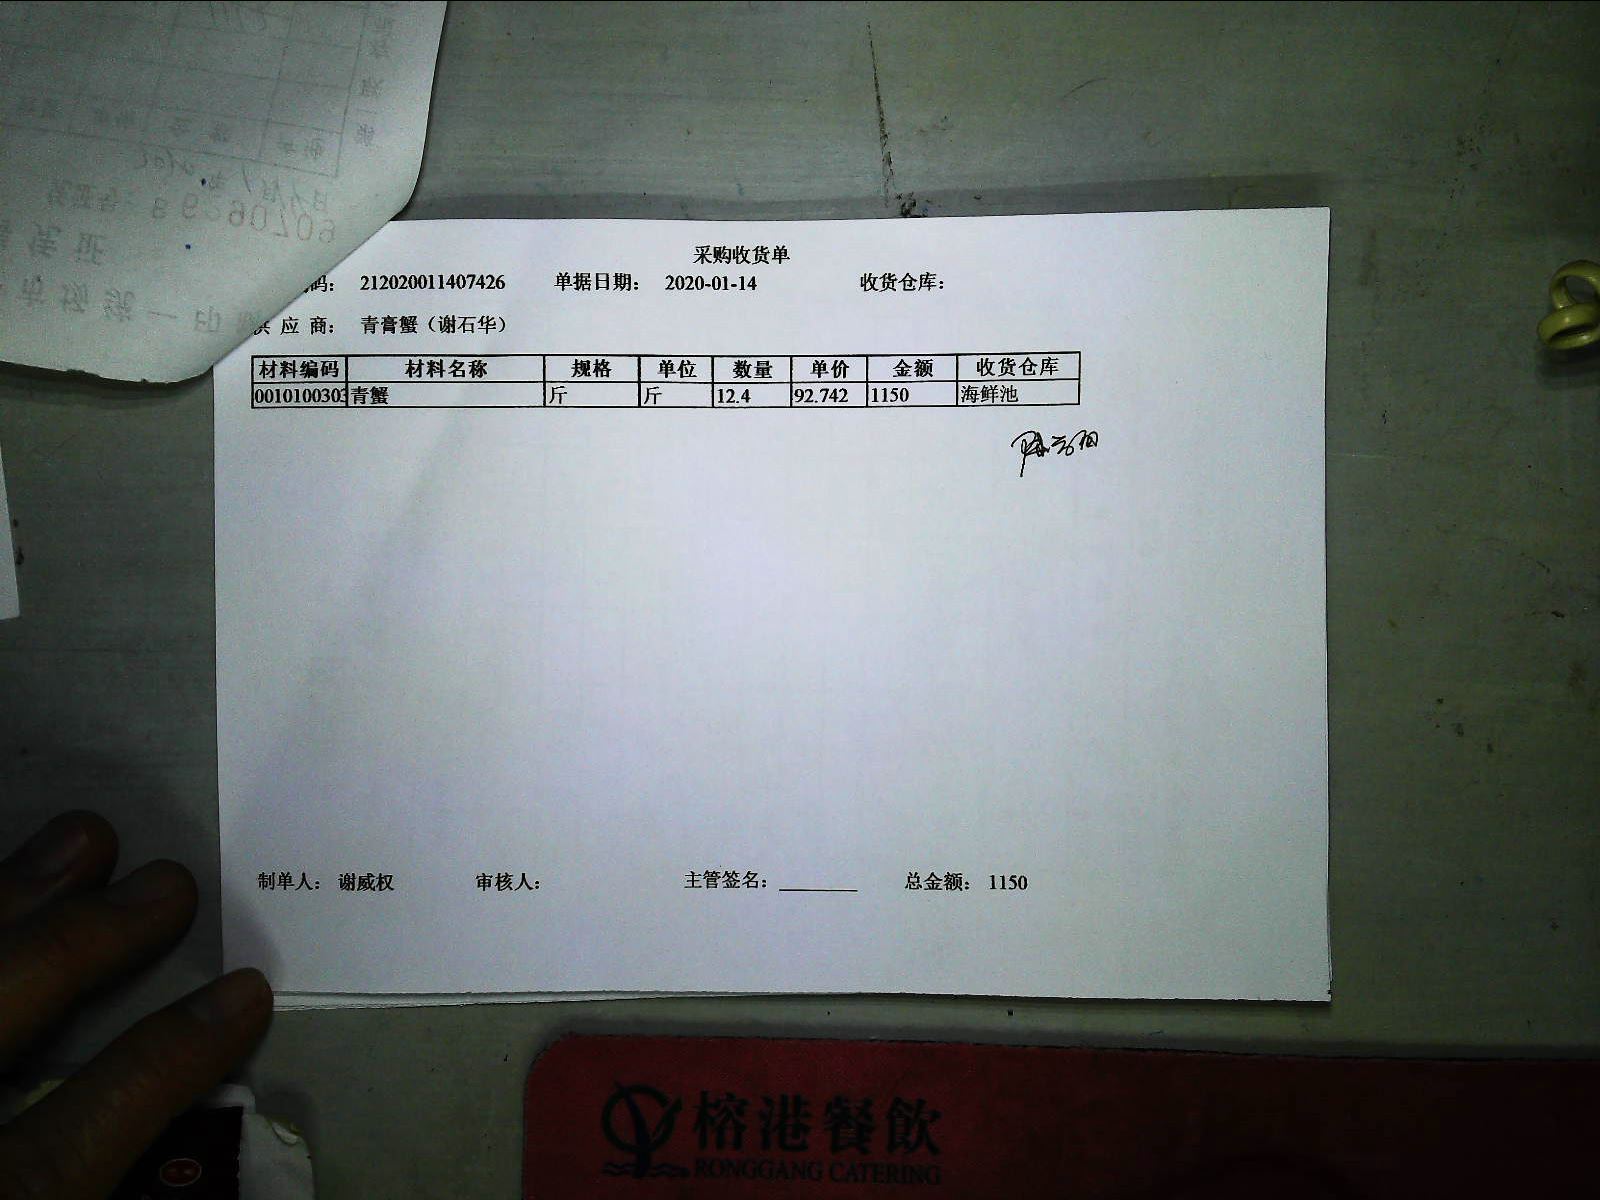 采购收货单
码： 212020011407426 单据日期： 2020-01-14 收货仓库：
供 应 商： 青膏蟹（谢石华）
材料编码 材料名称 规格 单位 数量 单价 金额 收货仓库
0010100303 青蟹 斤 斤 12.4 92.742 1150 海鲜池
制单人： 谢威权 审核人： 主管签名： 总金额： 1150
榕港餐飲
RONGGANG CATERING